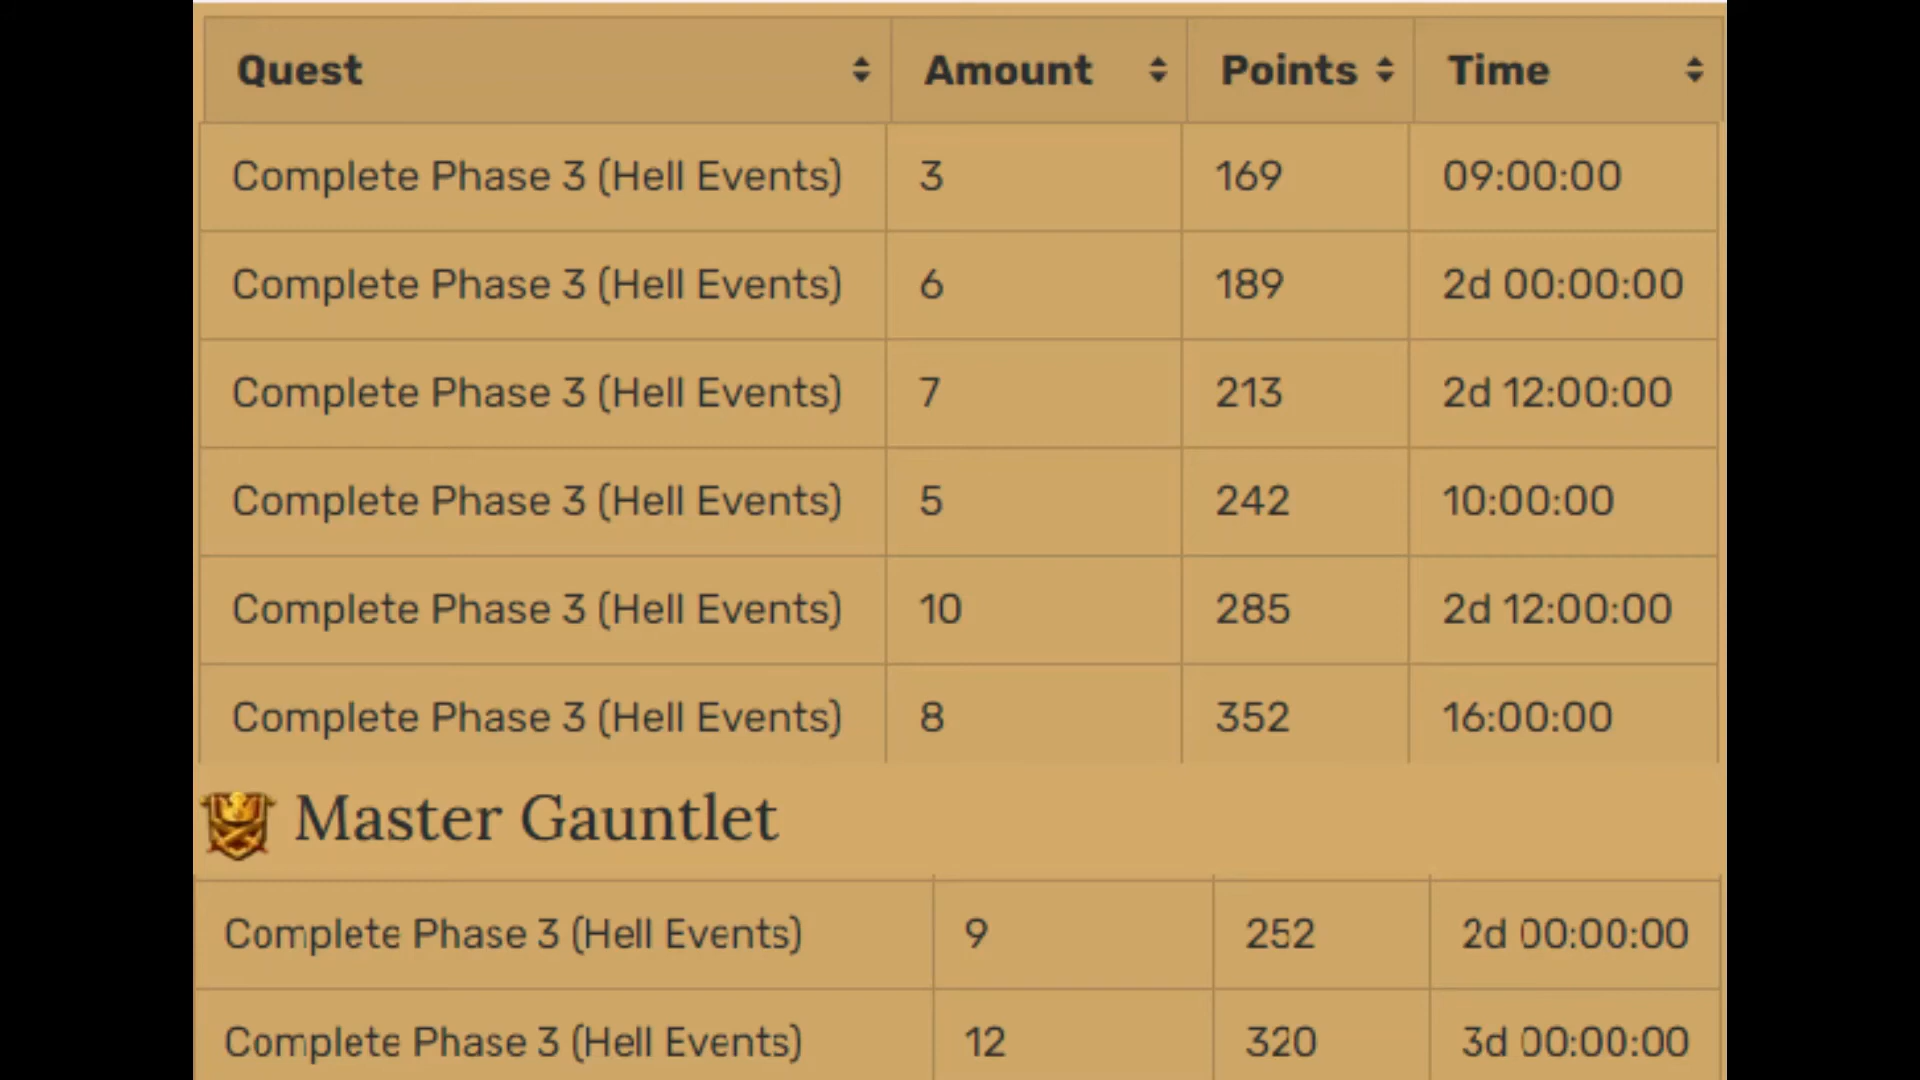 Quest Amount Points Time
Complete Phase 3 (Hell Events) 3 169 09:00:00
Complete Phase 3 (Hell Events) 6 189 2d 00:00:00
Complete Phase 3 (Hell Events) 7 213 2d 12:00:00
Complete Phase 3 (Hell Events) 5 242 10:00:00
Complete Phase 3 (Hell Events) 10 285 2d 12:00:00
Complete Phase 3 (Hell Events) 8 352 16:00:00
Master Gauntlet
Complete Phase 3 (Hell Events) 9 252 2d 00:00:00
Complete Phase 3 (Hell Events) 12 320 3d 00:00:00